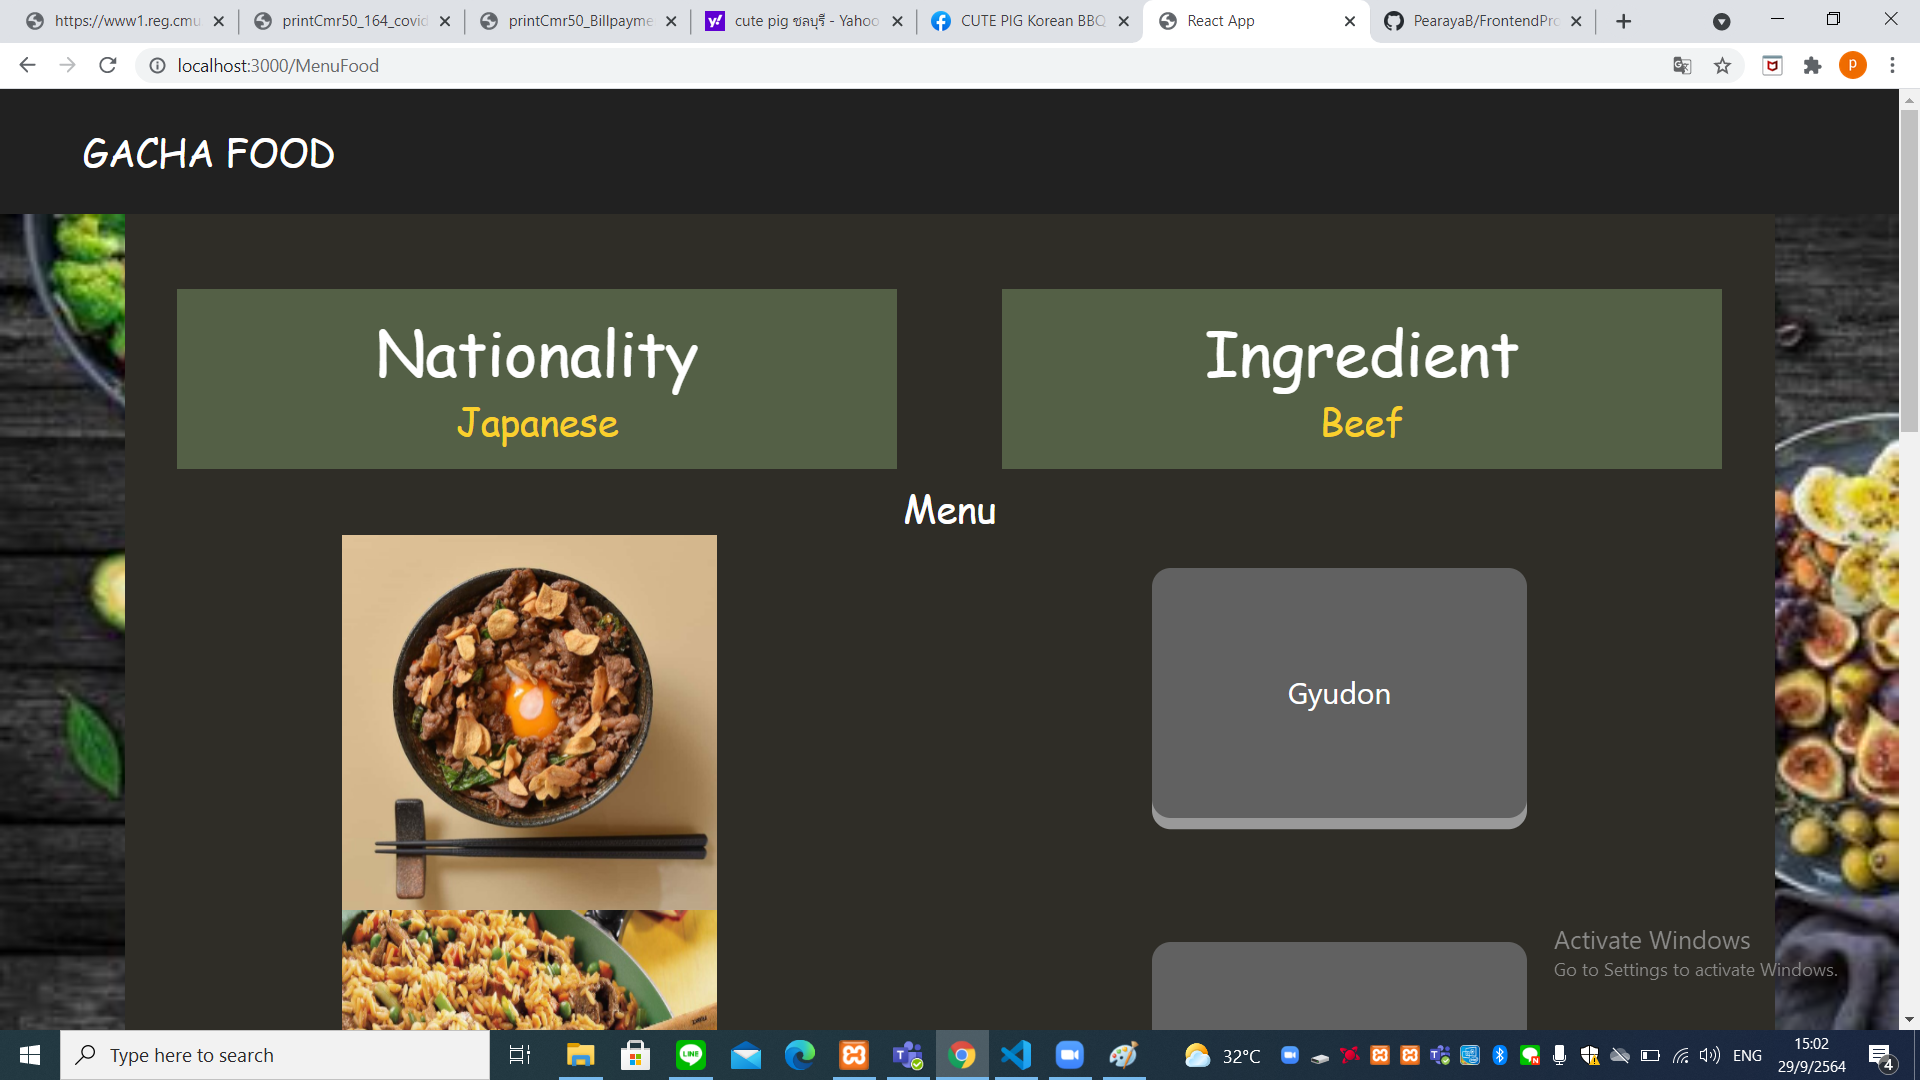 https://www1.reg.cmu
printCmr50_164_covid
printCmr50_Billpayme
cute pig ชลบุรี - Yahoo
CUTE PIG Korean BBQ
React App
PearayaB/FrontendPro
localhost:3000/MenuFood
p
GACHA FOOD
Nationality
Japanese
Ingredient
Beef
Menu
Gyudon
Activate Windows
Go to Settings to activate Windows.
Type here to search
LINE
32°C
ENG
15:02
29/9/2564
4